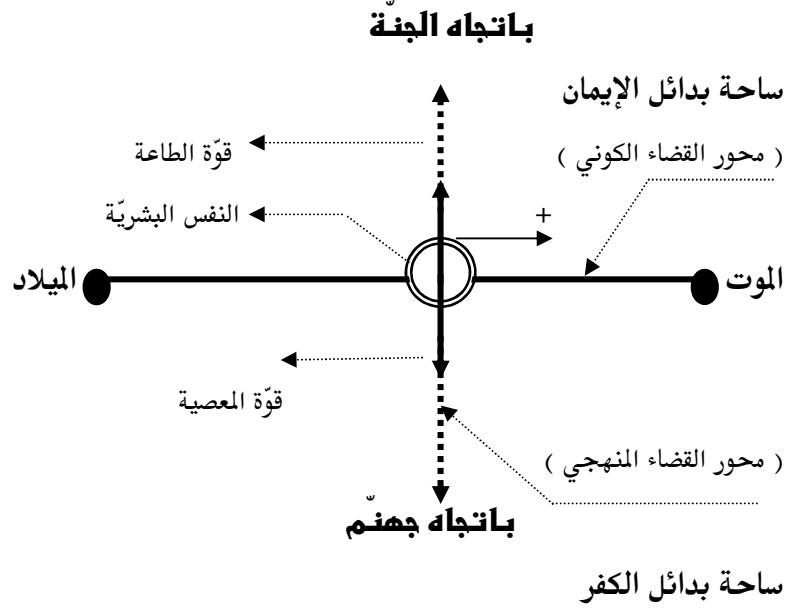 باتجاه الجنّة
ساحة بدائل الإيمان
( محور القضاء الكوني )
قوّة الطاعة
النفس البشريّة
+
الموت
الميلاد
قوّة المعصية
( محور القضاء المنهجي )
باتجاه جهنّم
ساحة بدائل الكفر